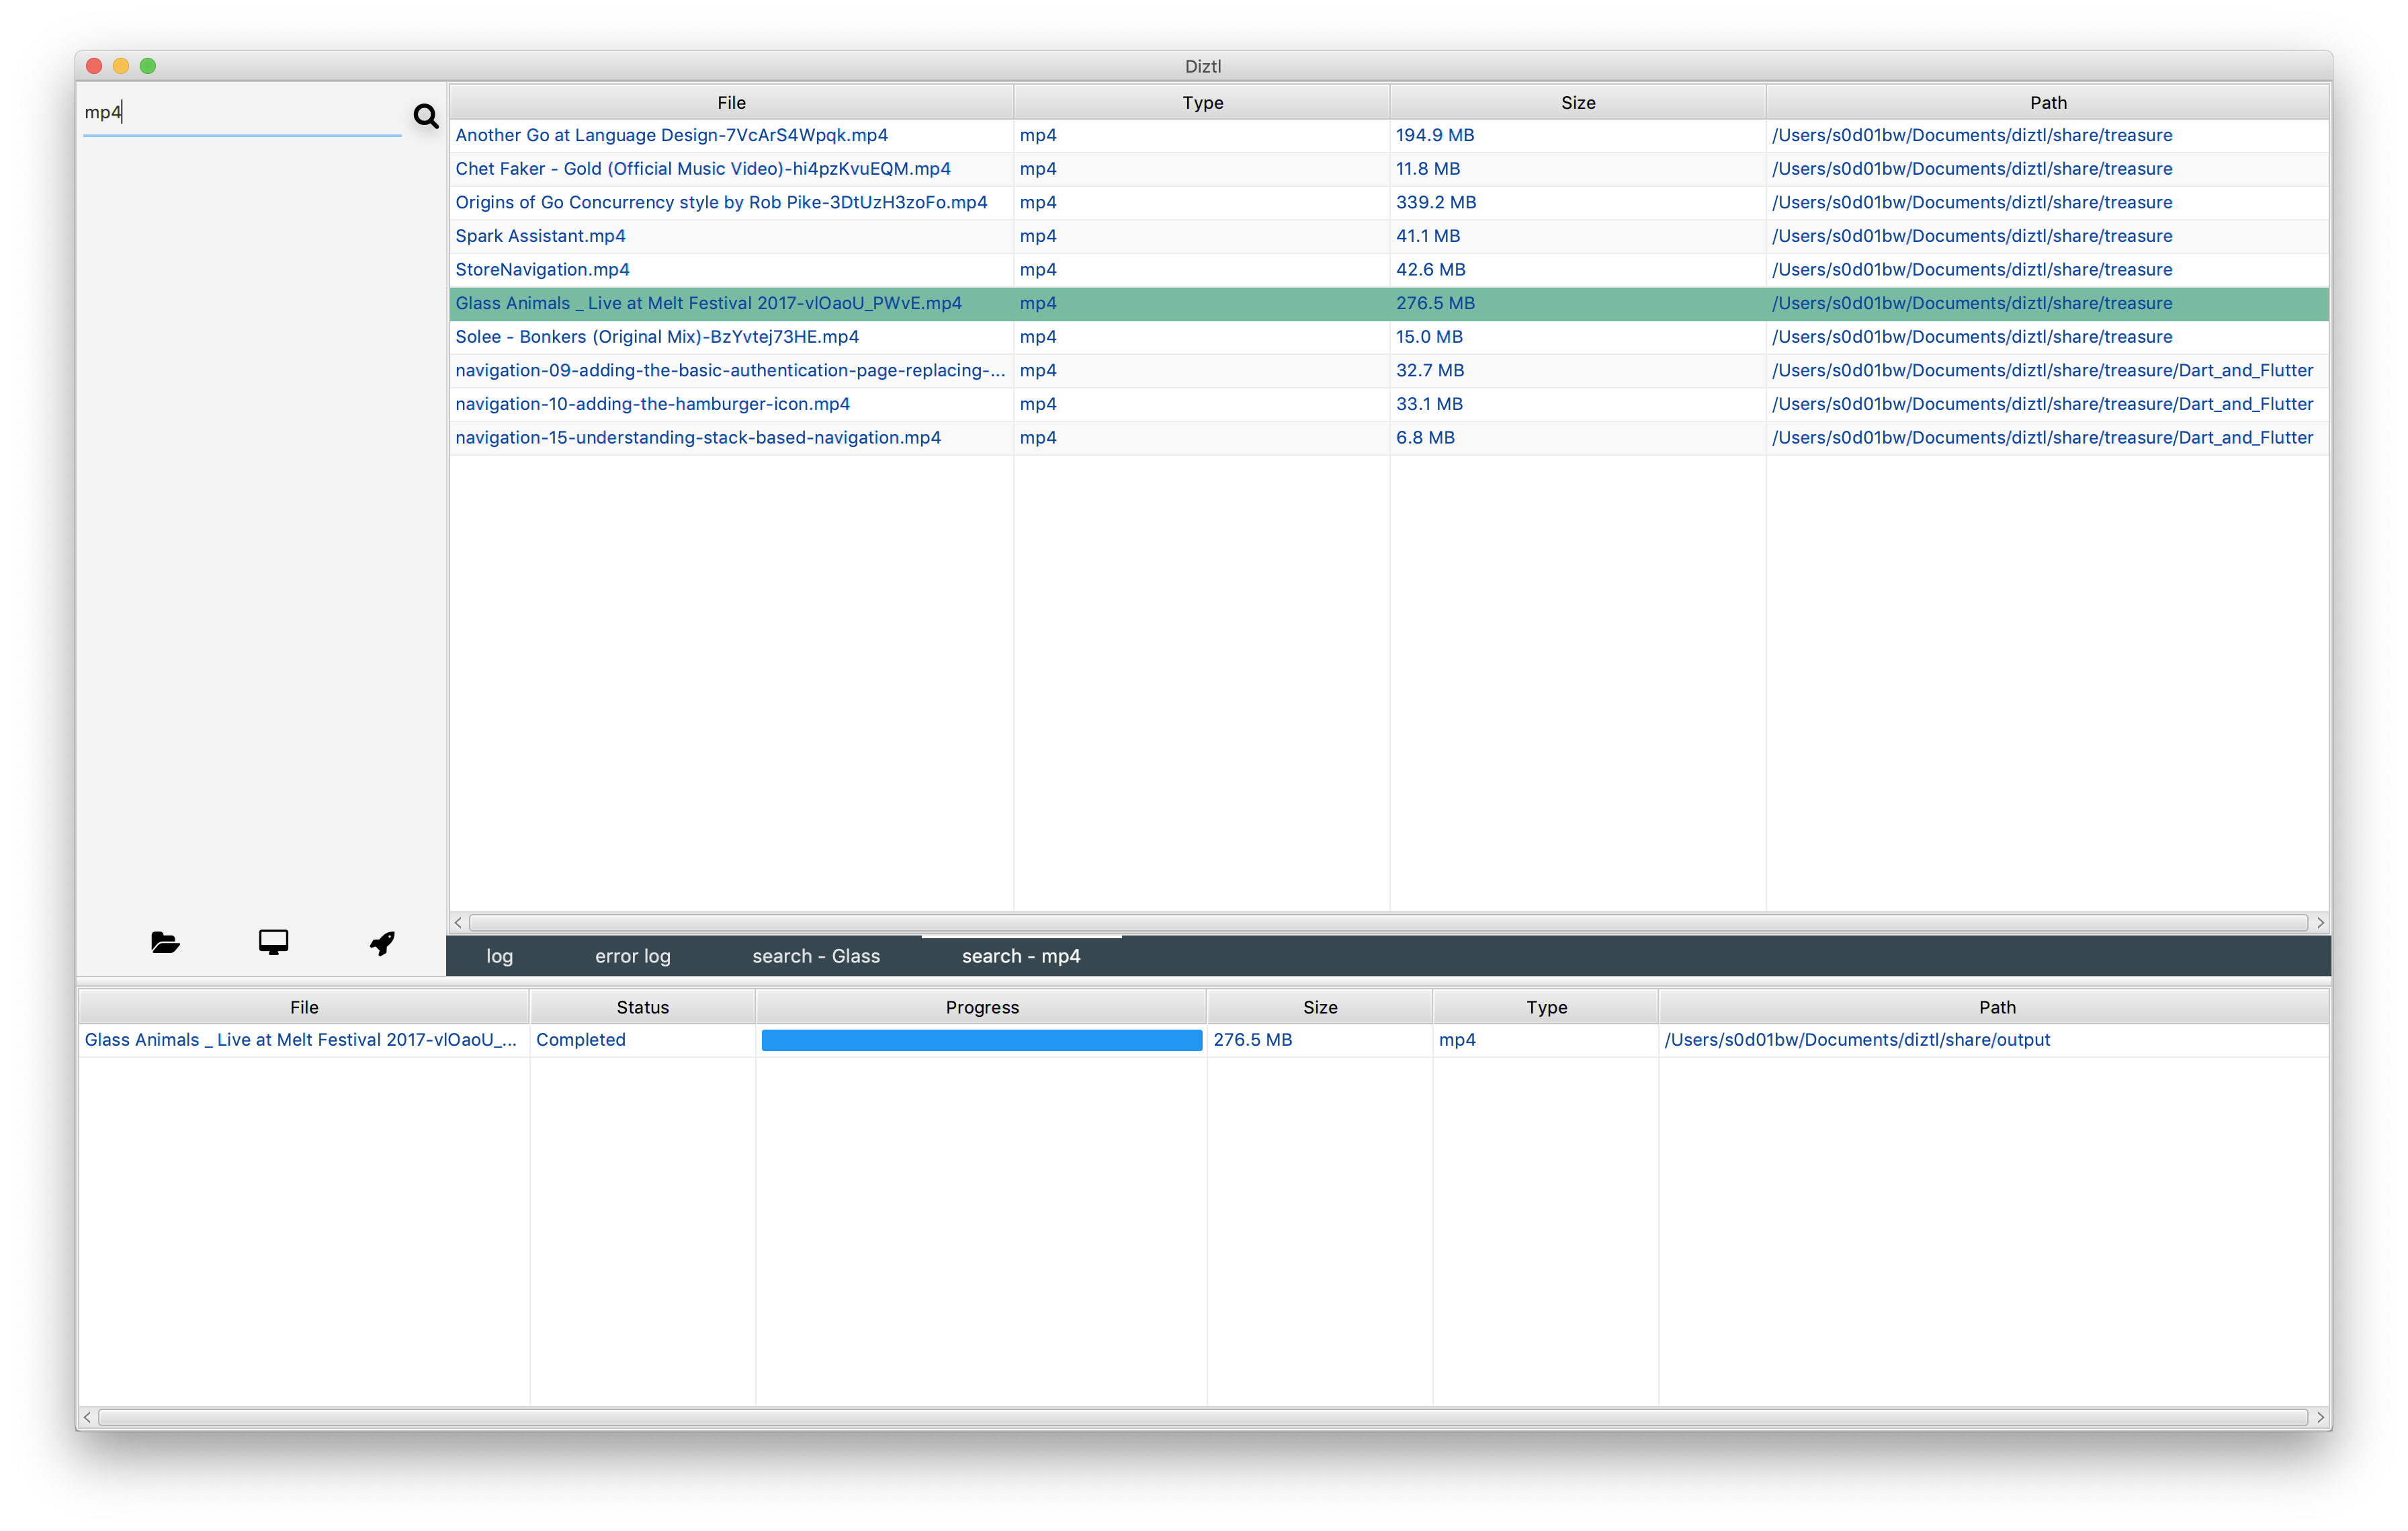 Diztl
mp4
File Type Size Path
Another Go at Language Design-7VcArS4Wpqk.mp4 mp4 194.9 MB /Users/s0d01bw/Documents/diztl/share/treasure
Chet Faker - Gold (Official Music Video)-hi4pzKvuEQM.mp4 mp4 11.8 MB /Users/s0d01bw/Documents/diztl/share/treasure
Origins of Go Concurrency style by Rob Pike-3DtUzH3zoFo.mp4 mp4 339.2 MB /Users/s0d01bw/Documents/diztl/share/treasure
Spark Assistant.mp4 mp4 41.1 MB /Users/s0d01bw/Documents/diztl/share/treasure
StoreNavigation.mp4 mp4 42.6 MB /Users/s0d01bw/Documents/diztl/share/treasure
Glass Animals _ Live at Melt Festival 2017-vlOaoU_PWvE.mp4 mp4 276.5 MB /Users/s0d01bw/Documents/diztl/share/treasure
Solee - Bonkers (Original Mix)-BzYvtej73HE.mp4 mp4 15.0 MB /Users/s0d01bw/Documents/diztl/share/treasure
navigation-09-adding-the-basic-authentication-page-replacing-... mp4 32.7 MB /Users/s0d01bw/Documents/diztl/share/treasure/Dart_and_Flutter
navigation-10-adding-the-hamburger-icon.mp4 mp4 33.1 MB /Users/s0d01bw/Documents/diztl/share/treasure/Dart_and_Flutter
navigation-15-understanding-stack-based-navigation.mp4 mp4 6.8 MB /Users/s0d01bw/Documents/diztl/share/treasure/Dart_and_Flutter
log error log search - Glass search - mp4
File Status Progress Size Type Path
Glass Animals _ Live at Melt Festival 2017-vlOaoU_... Completed 276.5 MB mp4 /Users/s0d01bw/Documents/diztl/share/output